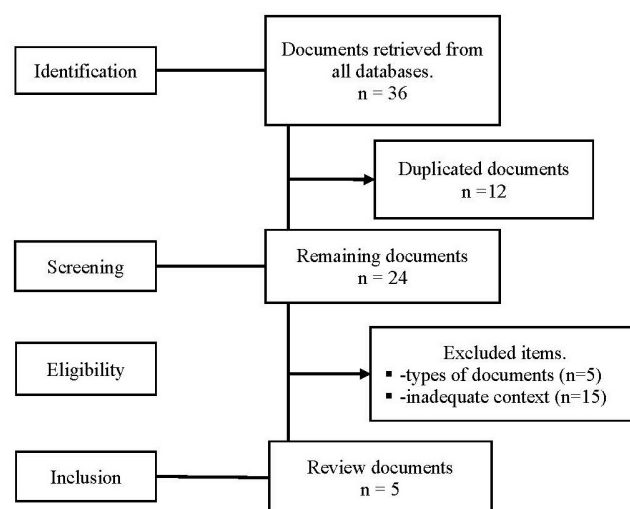 Identification
Documents retrieved from
all databases.
n = 36
Duplicated documents
n =12
Screening
Remaining documents
n = 24
Eligibility
Excluded items.
▪ -types of documents (n=5)
▪ -inadequate context (n=15)
Inclusion
Review documents
n = 5